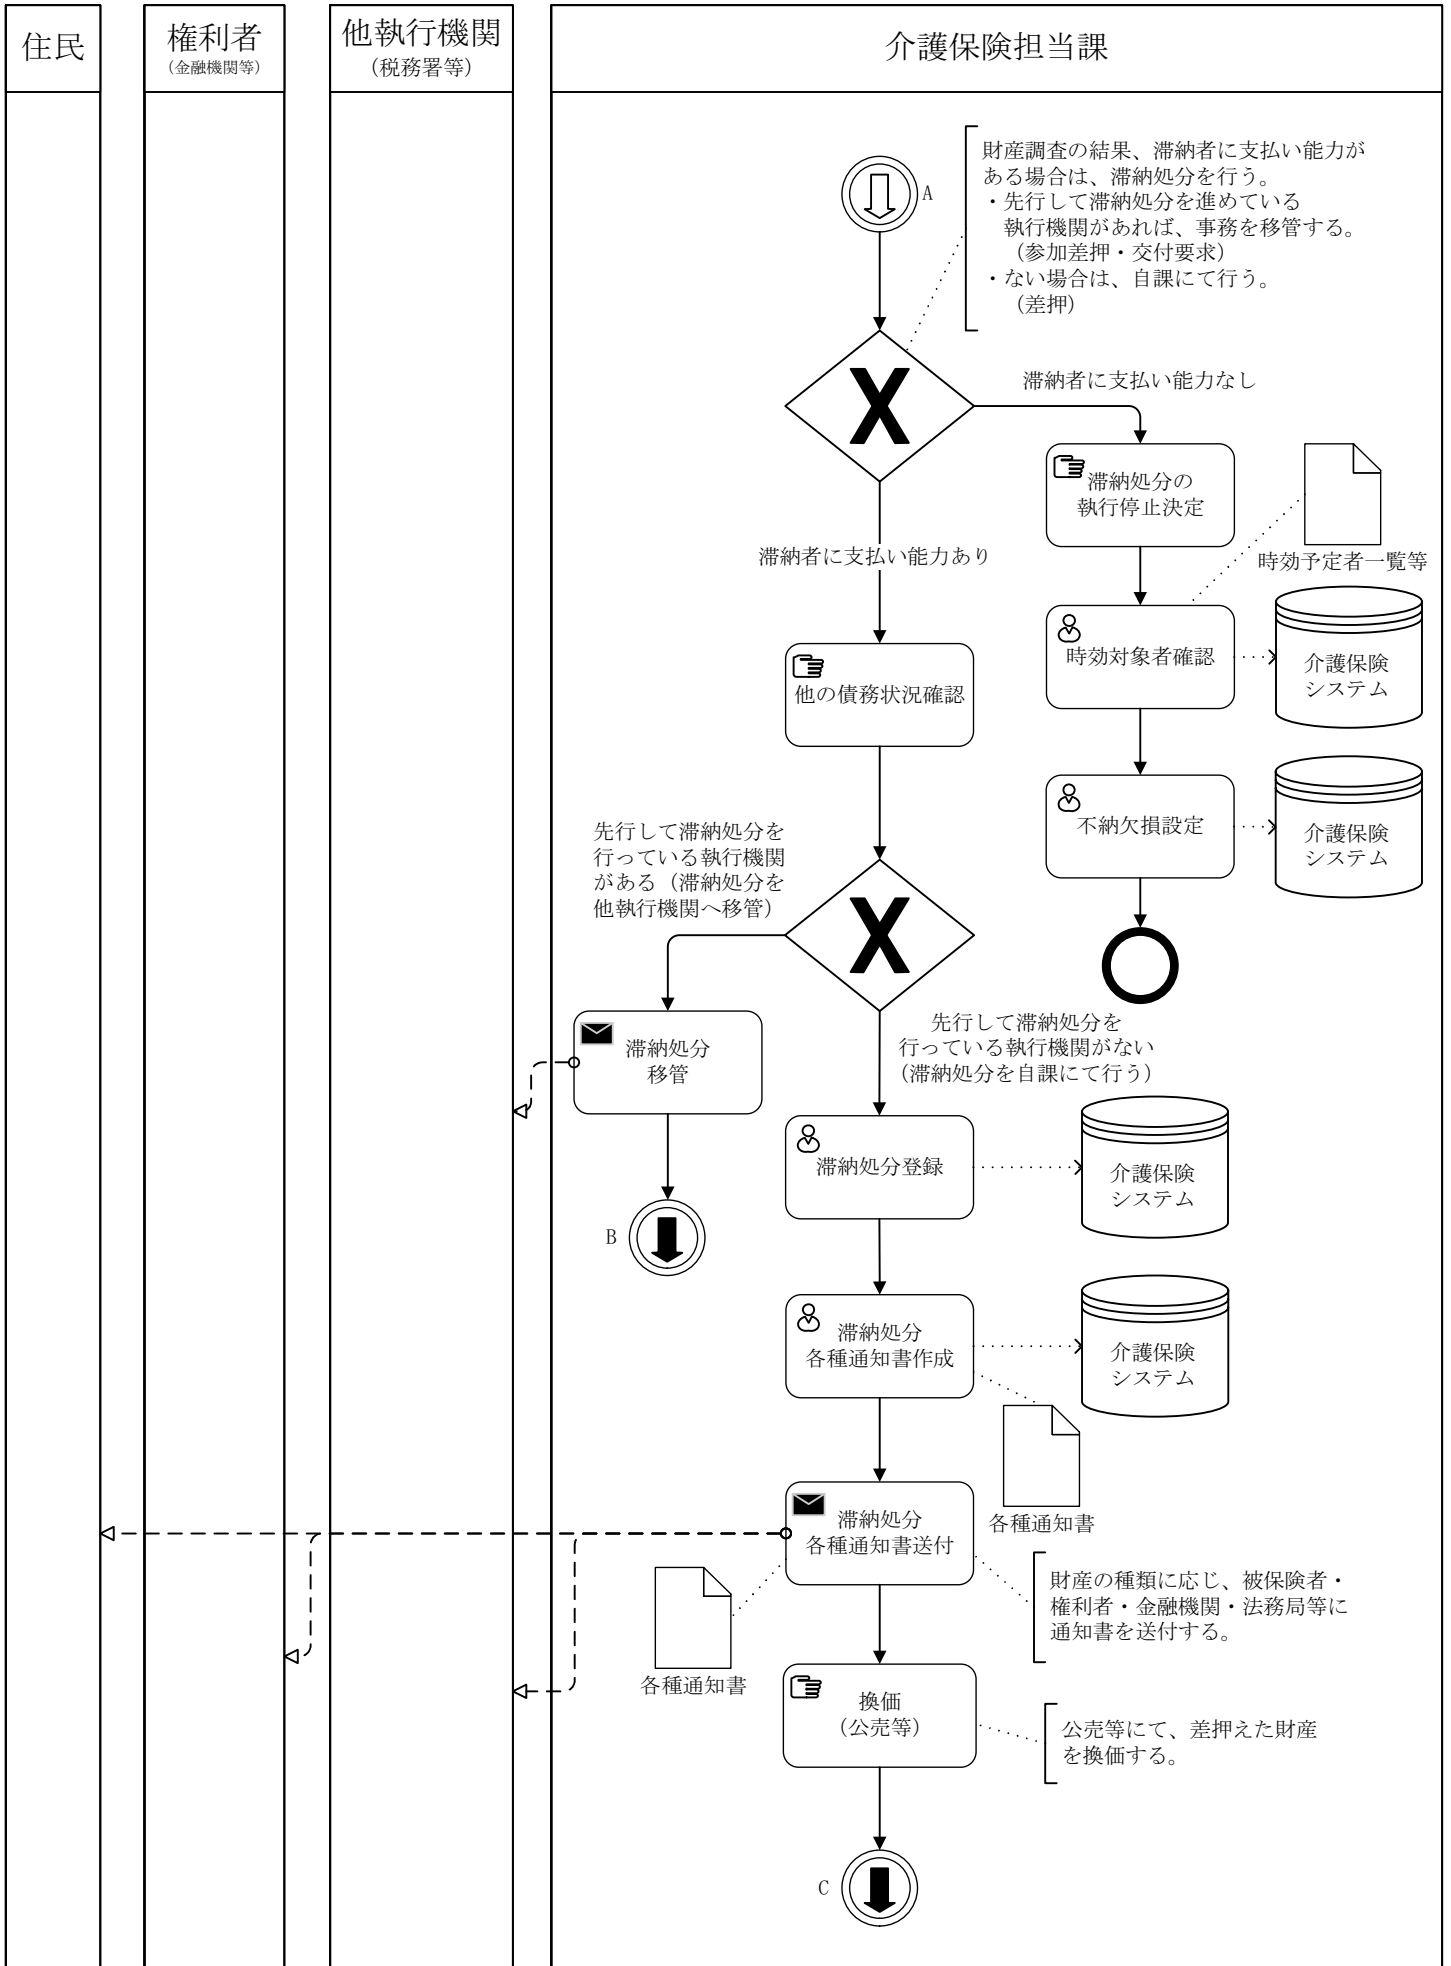 住民
権利者
(金融機関等)
他執行機関
(税務署等)
介護保険担当課
A
財産調査の結果、滞納者に支払い能力が
ある場合は、滞納処分を行う。
・先行して滞納処分を進めている
執行機関があれば、事務を移管する。
(参加差押・交付要求)
・ない場合は、自課にて行う。
(差押)
滞納者に支払い能力なし
滞納処分の
執行停止決定
時効予定者一覧等
滞納者に支払い能力あり
時効対象者確認
介護保険
システム
他の債務状況確認
不納欠損設定
介護保険
システム
先行して滞納処分を
行っている執行機関
がある(滞納処分を
他執行機関へ移管)
先行して滞納処分を
行っている執行機関がない
(滞納処分を自課にて行う)
滞納処分
移管
滞納処分登録
介護保険
システム
B
滞納処分
各種通知書作成
介護保険
システム
各種通知書
滞納処分
各種通知書送付
財産の種類に応じ、被保険者・
権利者・金融機関・法務局等に
通知書を送付する。
各種通知書
換価
(公売等)
公売等にて、差押えた財産
を換価する。
C